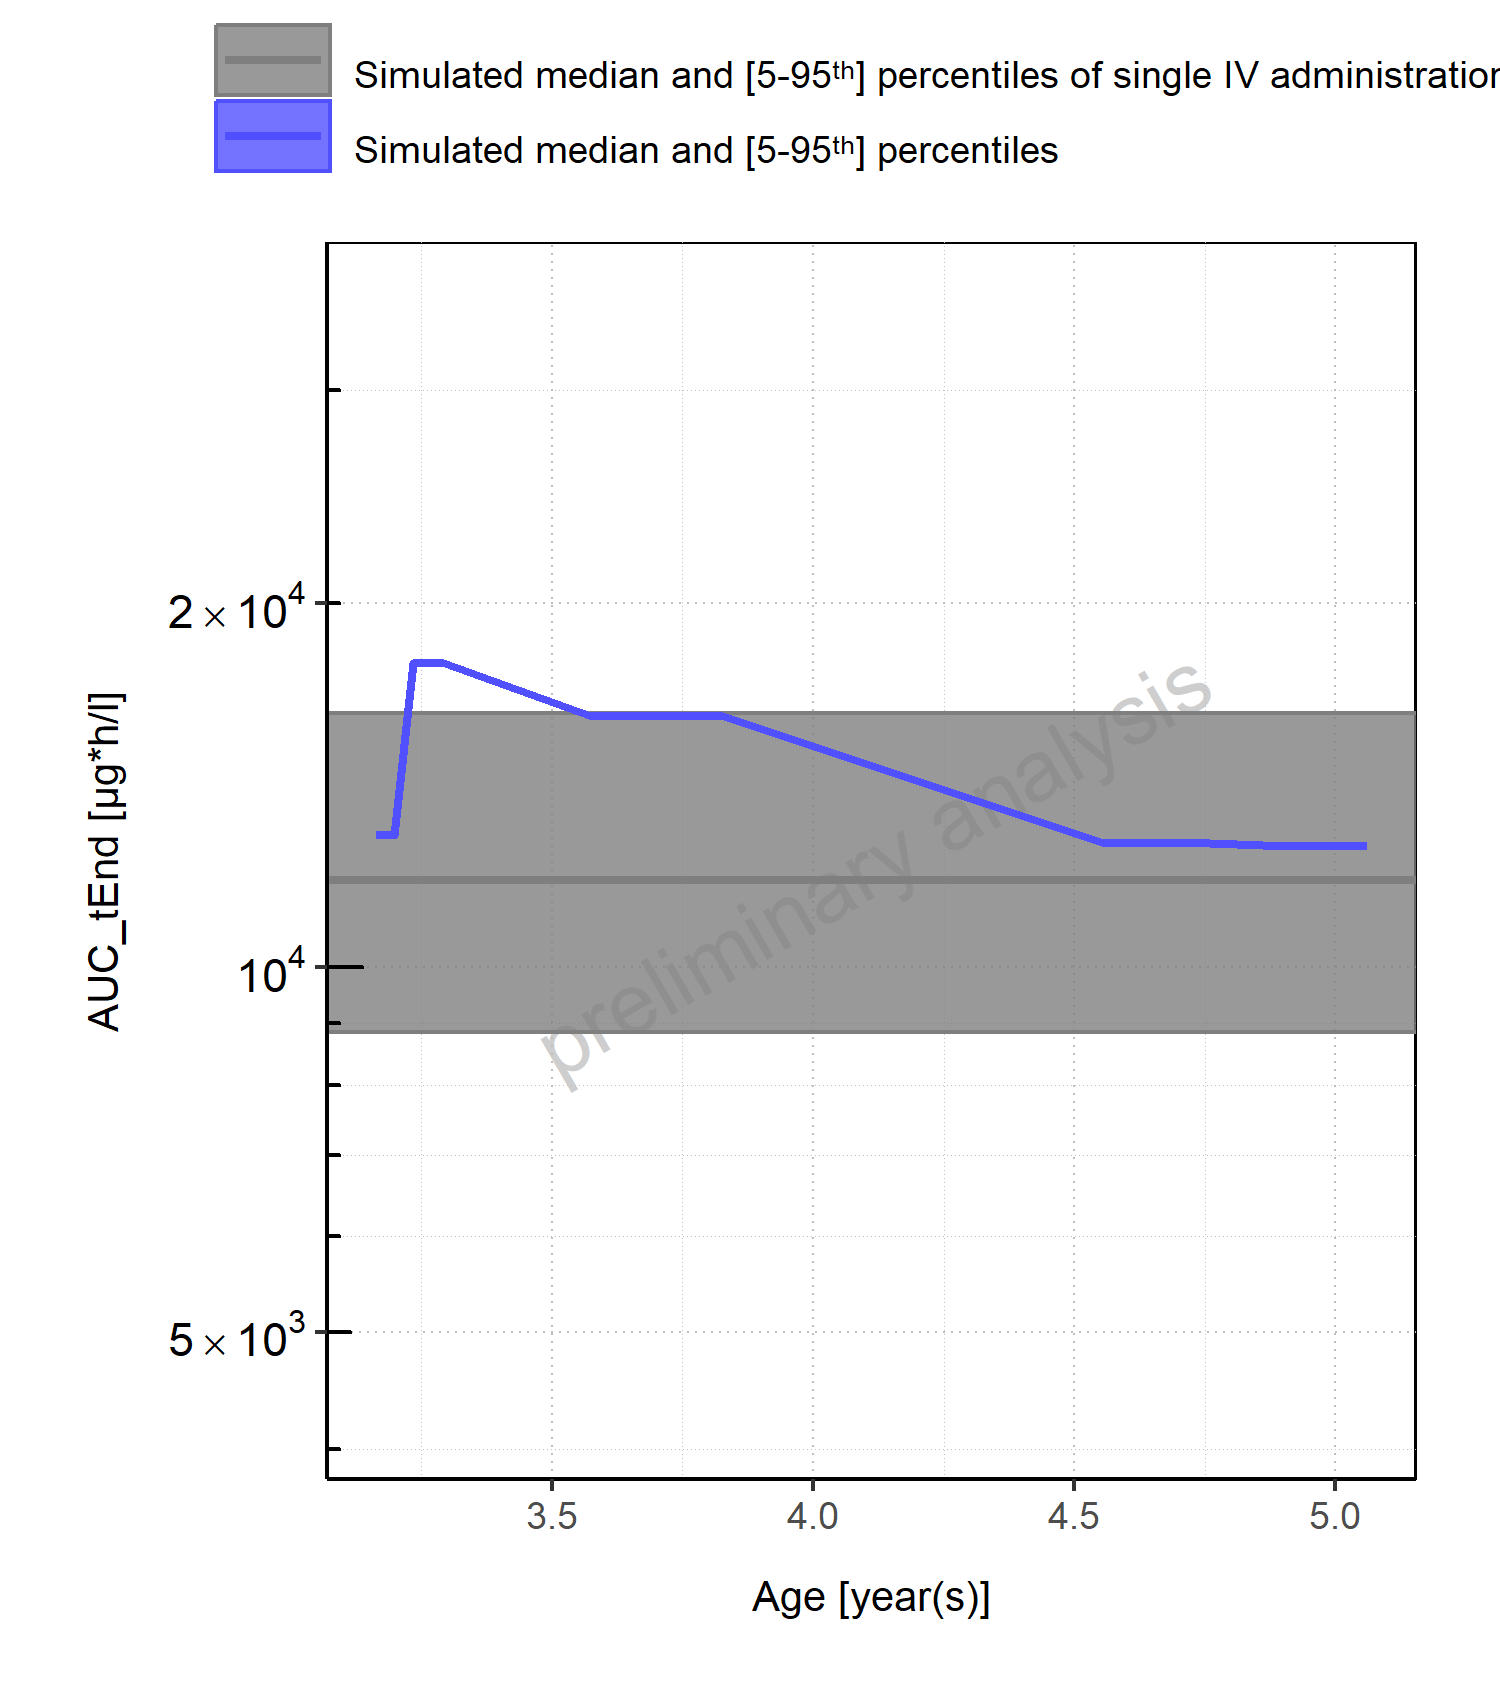 Simulated median and [5-95th] percentiles of single IV administration
Simulated median and [5-95th] percentiles
AUC_tEnd [µg*h/l]
2 × 10^4
10^4
5 × 10^3
preliminary analysis
3.5 4.0 4.5 5.0
Age [year(s)]